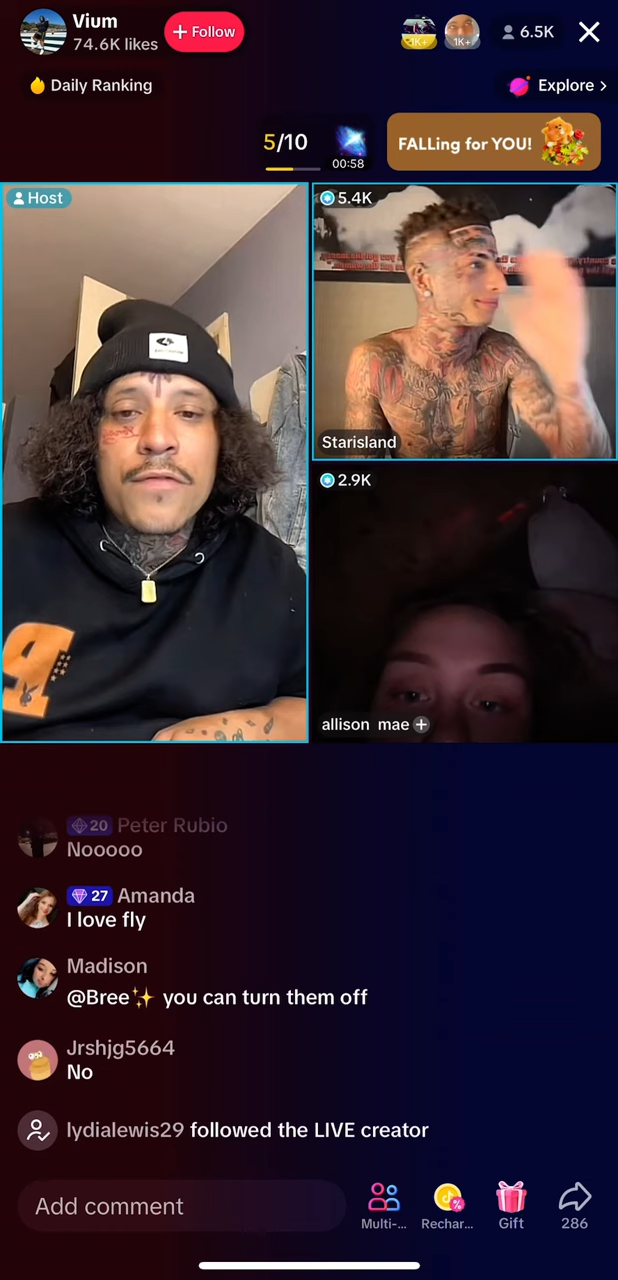 Vium
74.6K likes
+ Follow
1K+
1K+
6.5K
Daily Ranking
Explore >
5/10
00:58
FALLing for YOU!
Host
5.4K
Starisland
2.9K
allison mae +
20 Peter Rubio
Nooooo
27 Amanda
I love fly
Madison
@Bree✨ you can turn them off
Jrshjg5664
No
lydialewis29 followed the LIVE creator
Add comment
Multi-...
Rechar...
Gift
286